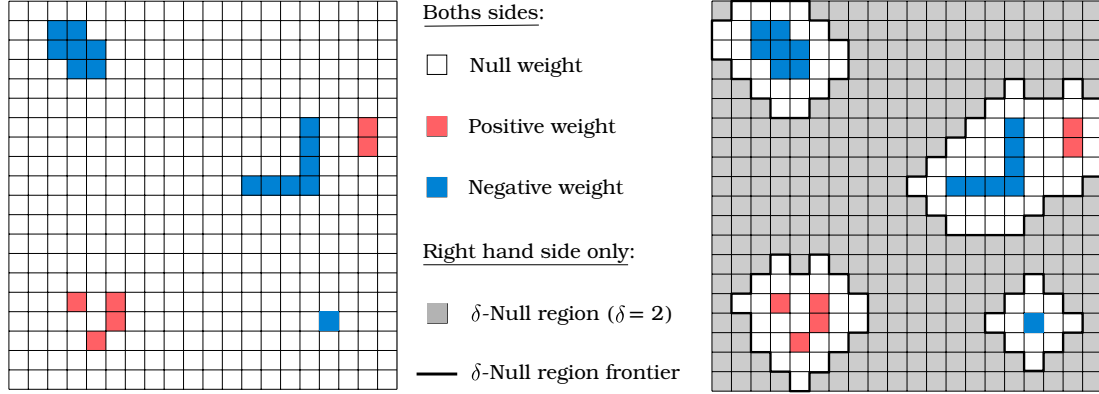 Boths sides:
Null weight
Positive weight
Negative weight
Right hand side only:
δ-Null region (δ = 2)
δ-Null region frontier